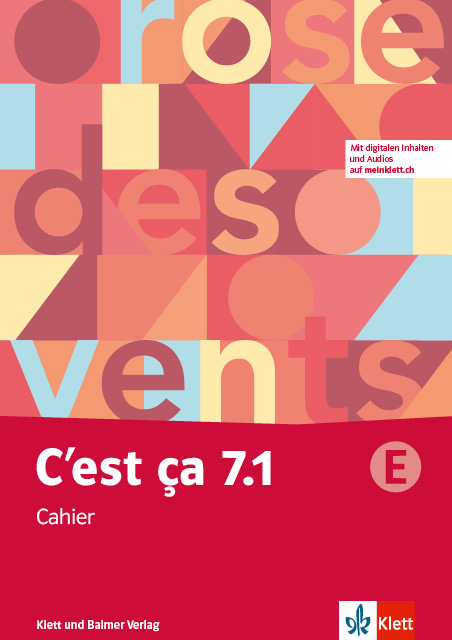 rose
des
vents
Mit digitalen Inhalten
und Audios
auf meinklett.ch
C'est ça 7.1
E
Cahier
Klett und Balmer Verlag
Klett